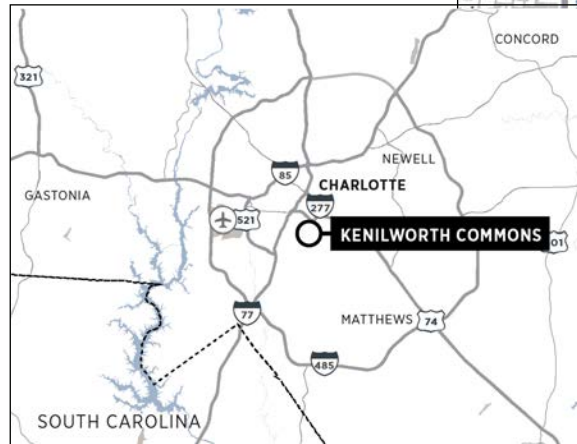 CONCORD
321
NEWELL
85
CHARLOTTE
GASTONIA
277
521
KENILWORTH COMMONS
01
77
MATTHEWS
74
485
SOUTH CAROLINA